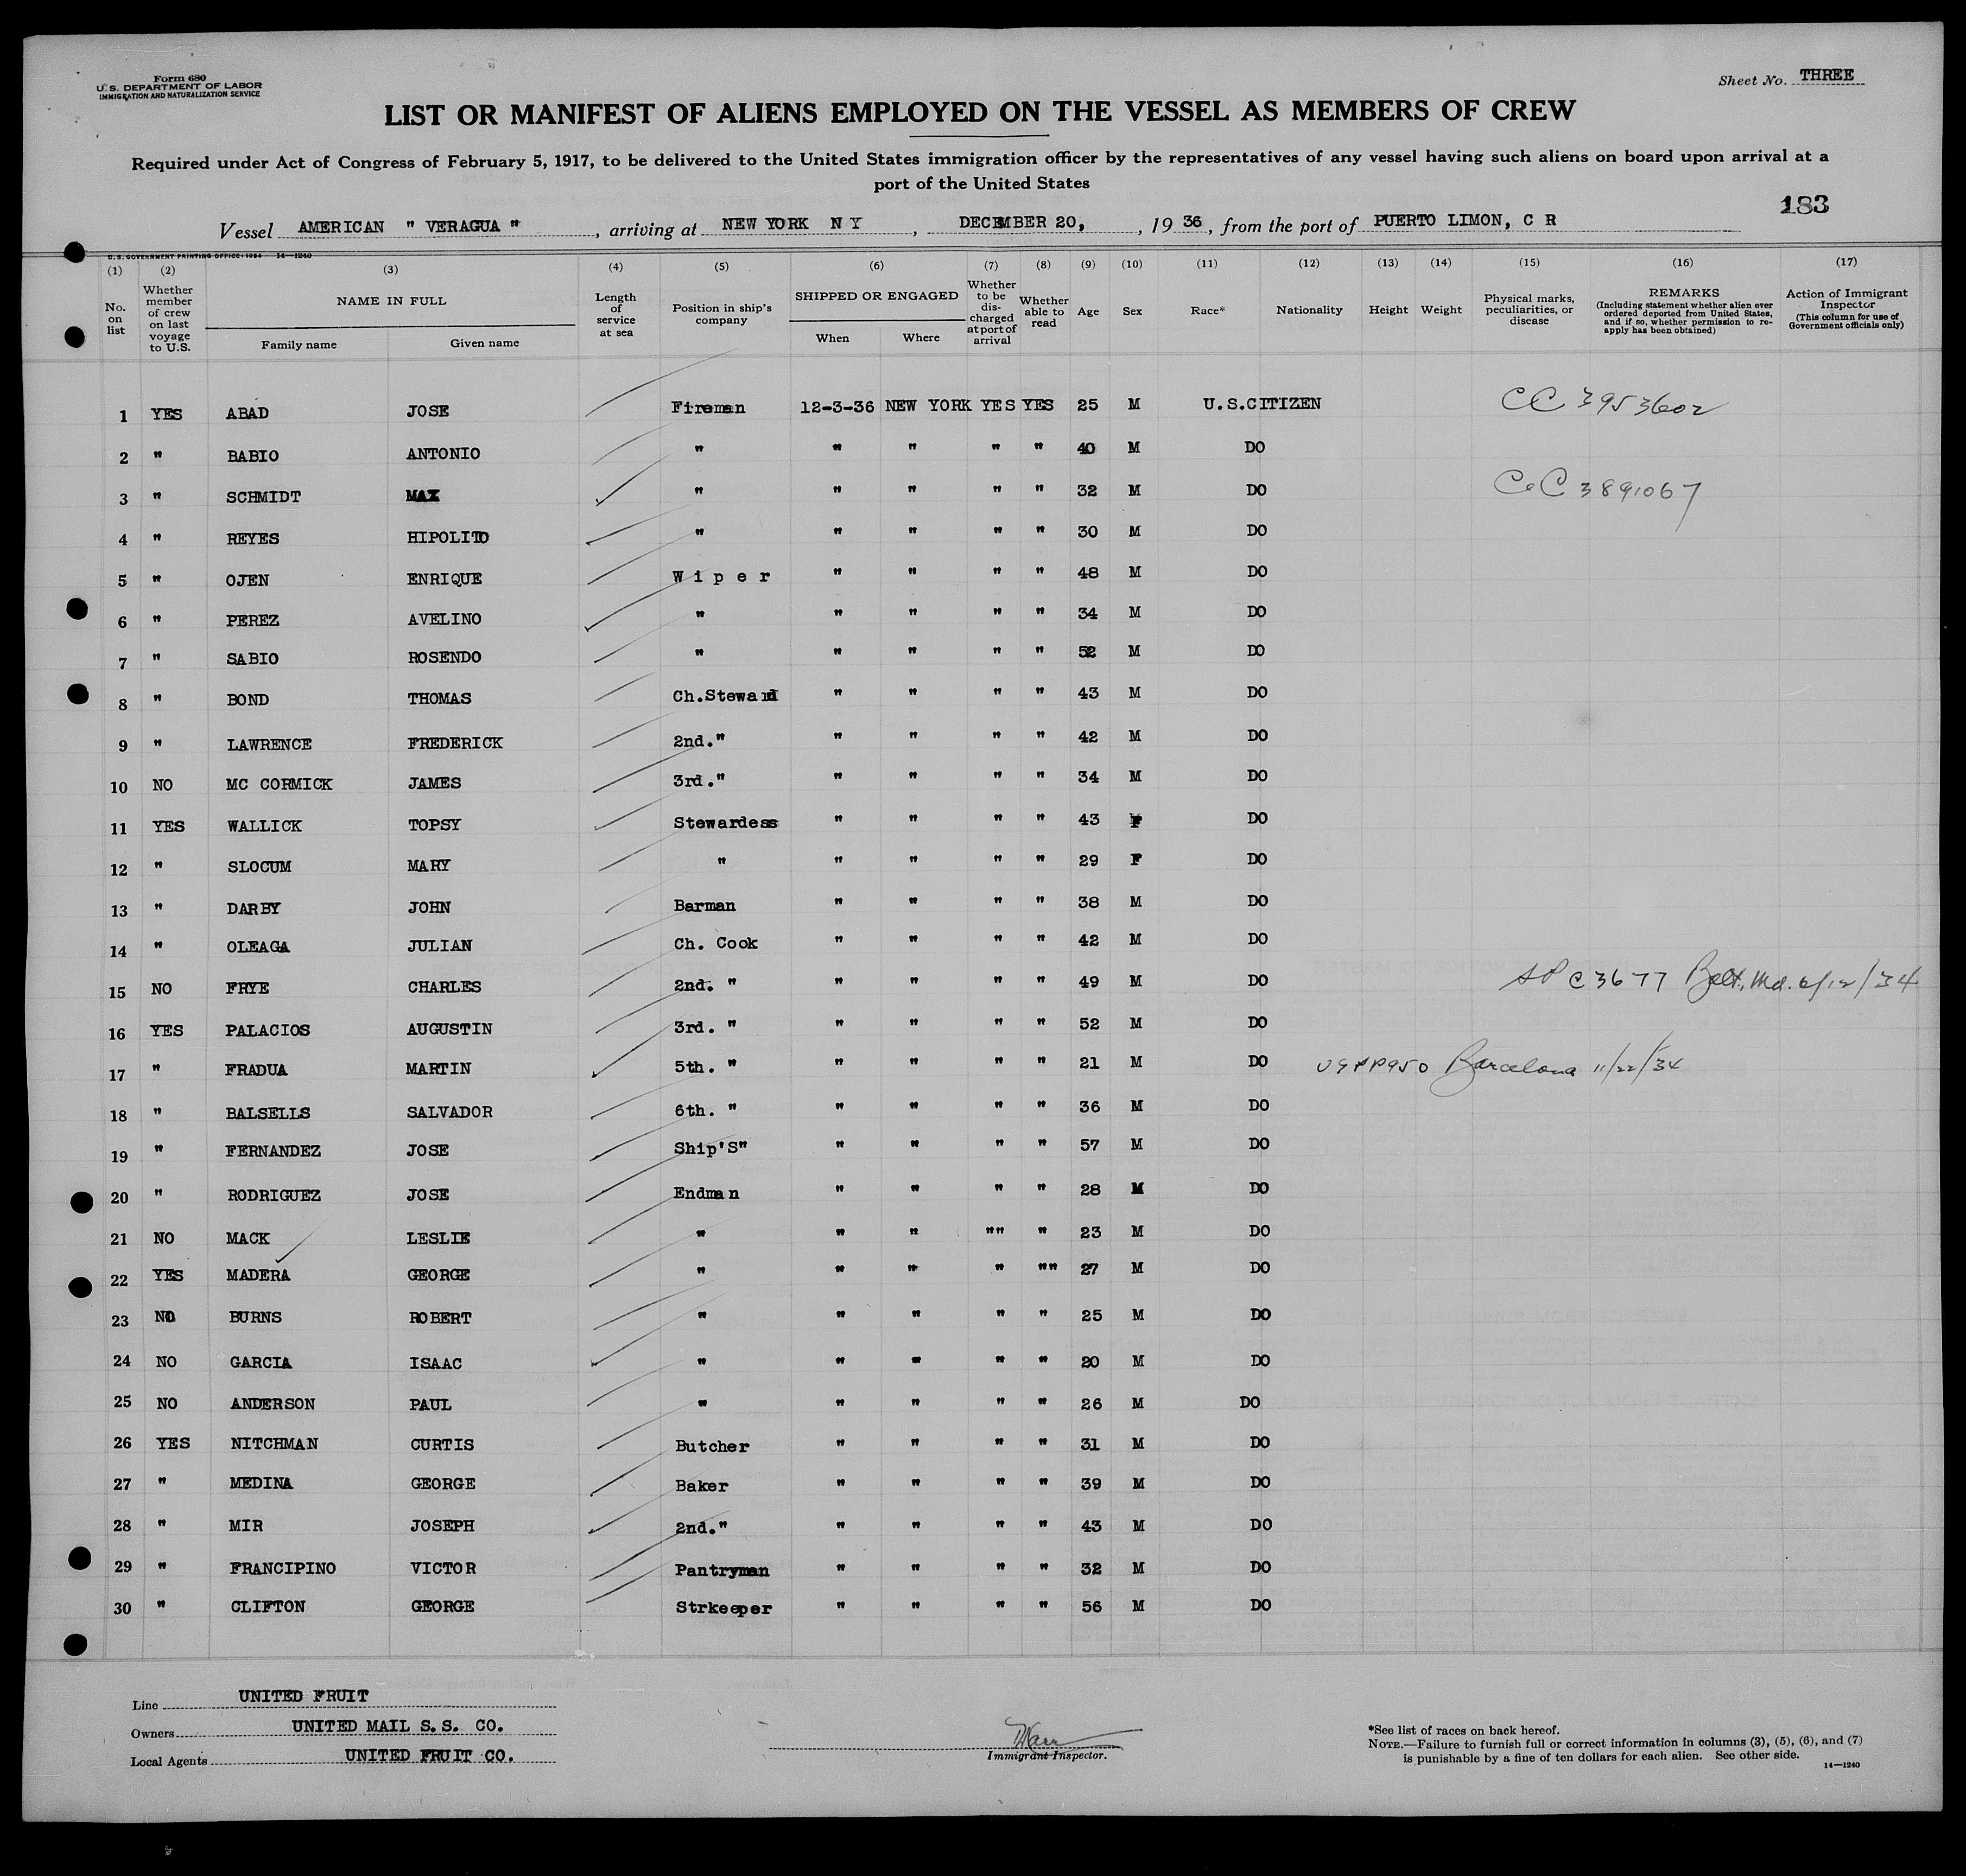 Form 680
U. S. DEPARTMENT OF LABOR
IMMIGRATION AND NATURALIZATION SERVICE
Sheet No. THREE
LIST OR MANIFEST OF ALIENS EMPLOYED ON THE VESSEL AS MEMBERS OF CREW
Required under Act of Congress of February 5, 1917, to be delivered to the United States immigration officer by the representatives of any vessel having such aliens on board upon arrival at a
port of the United States
183
Vessel AMERICAN " VERAGUA " , arriving at NEW YORK N Y , DECEMBER 20, , 19 36 , from the port of PUERTO LIMON, C R
U. S. GOVERNMENT PRINTING OFFICE: 1934 14—1240
(1) (2) (3) (4) (5) (6) (7) (8) (9) (10) (11) (12) (13) (14) (15) (16) (17)
No. on list
Whether member of crew on last voyage to U.S.
NAME IN FULL
Family name Given name
Length of service at sea
Position in ship's company
SHIPPED OR ENGAGED
When Where
Whether to be discharged at port of arrival
Whether able to read
Age Sex Race* Nationality Height Weight
Physical marks, peculiarities, or disease
REMARKS
(Including statement whether alien ever ordered deported from United States, and if so, whether permission to re-apply has been obtained)
Action of Immigrant Inspector
(This column for use of Government officials only)
1 YES ABAD JOSE Fireman 12-3-36 NEW YORK YES YES 25 M U.S.CITIZEN CC 3953602
2 " BABIO ANTONIO " " " " " 40 M DO
3 " SCHMIDT MAX " " " " " 32 M DO CC 3891067
4 " REYES HIPOLITO " " " " " 30 M DO
5 " OJEN ENRIQUE Wiper " " " " 48 M DO
6 " PEREZ AVELINO " " " " " 34 M DO
7 " SABIO ROSENDO " " " " " 52 M DO
8 " BOND THOMAS Ch.Steward " " " " 43 M DO
9 " LAWRENCE FREDERICK 2nd." " " " " 42 M DO
10 NO MC CORMICK JAMES 3rd." " " " " 34 M DO
11 YES WALLICK TOPSY Stewardess " " " " 43 F DO
12 " SLOCUM MARY " " " " " 29 F DO
13 " DARBY JOHN Barman " " " " 38 M DO
14 " OLEAGA JULIAN Ch. Cook " " " " 42 M DO
15 NO FRYE CHARLES 2nd. " " " " " 49 M DO C 3677 Balt, Md. 6/12/34
16 YES PALACIOS AUGUSTIN 3rd. " " " " " 52 M DO
17 " FRADUA MARTIN 5th. " " " " " 21 M DO Barcelona 11/22/34
18 " BALSELLS SALVADOR 6th. " " " " " 36 M DO
19 " FERNANDEZ JOSE Ship'S" " " " " 57 M DO
20 " RODRIGUEZ JOSE Endman " " " " 28 M DO
21 NO MACK LESLIE " " " "" " 23 M DO
22 YES MADERA GEORGE " " " " "" 27 M DO
23 NO BURNS ROBERT " " " " " 25 M DO
24 NO GARCIA ISAAC " " " " " 20 M DO
25 NO ANDERSON PAUL " " " " " 26 M DO
26 YES NITCHMAN CURTIS Butcher " " " " 31 M DO
27 " MEDINA GEORGE Baker " " " " 39 M DO
28 " MIR JOSEPH 2nd." " " " " 43 M DO
29 " FRANCIPINO VICTOR Pantryman " " " " 32 M DO
30 " CLIFTON GEORGE Strkeeper " " " " 56 M DO
Line UNITED FRUIT
Owners UNITED MAIL S. S. CO.
Local Agents UNITED FRUIT CO.
Immigrant Inspector.
*See list of races on back hereof.
NOTE.—Failure to furnish full or correct information in columns (3), (5), (6), and (7)
is punishable by a fine of ten dollars for each alien. See other side.
14—1240